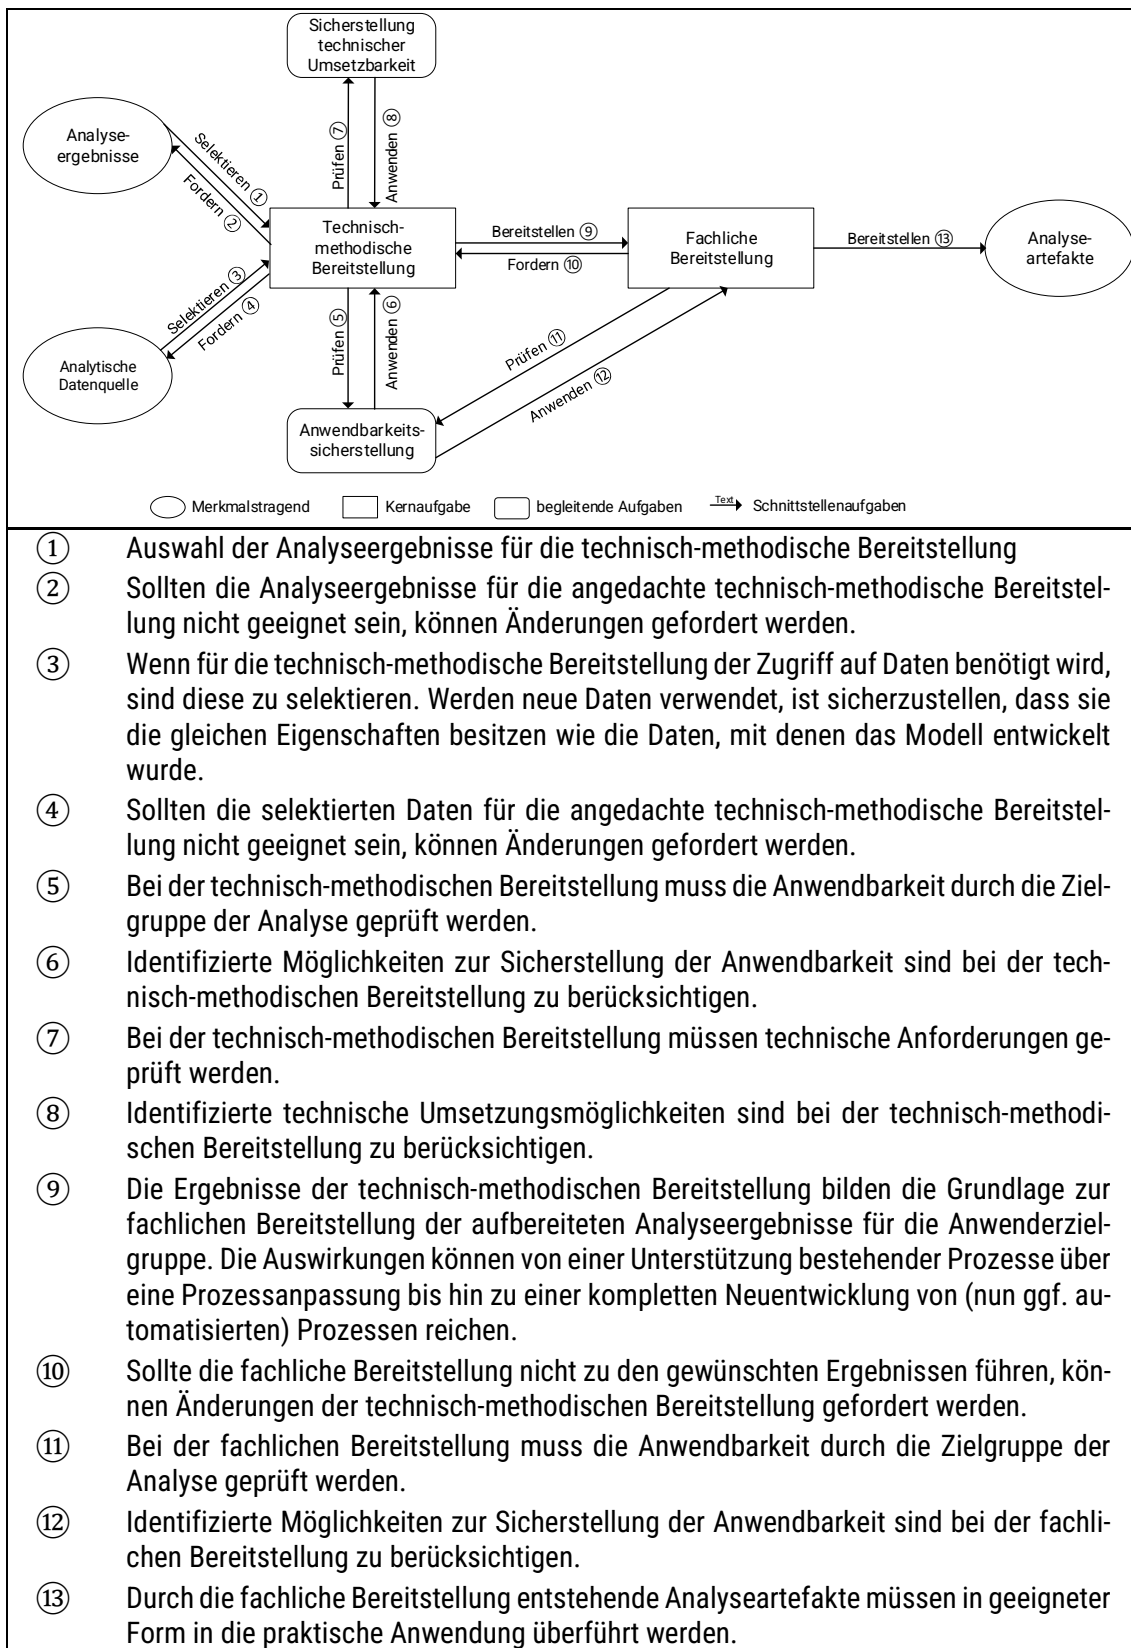 Sicherstellung
technischer
Umsetzbarkeit
Analyse-
ergebnisse
Selektieren ①
Fordern ②
Prüfen ⑦
Anwenden ⑧
Technisch-
methodische
Bereitstellung
Bereitstellen ⑨
Fordern ⑩
Fachliche
Bereitstellung
Bereitstellen ⑬
Analyse-
artefakte
Selektieren ③
Fordern ④
Prüfen ⑤
Anwenden ⑥
Prüfen ⑪
Anwenden ⑫
Analytische
Datenquelle
Anwendbarkeits-
sicherstellung
Merkmalstragend
Kernaufgabe
begleitende Aufgaben
Text
Schnittstellenaufgaben
① Auswahl der Analyseergebnisse für die technisch-methodische Bereitstellung
② Sollten die Analyseergebnisse für die angedachte technisch-methodische Bereitstel-
lung nicht geeignet sein, können Änderungen gefordert werden.
③ Wenn für die technisch-methodische Bereitstellung der Zugriff auf Daten benötigt wird,
sind diese zu selektieren. Werden neue Daten verwendet, ist sicherzustellen, dass sie
die gleichen Eigenschaften besitzen wie die Daten, mit denen das Modell entwickelt
wurde.
④ Sollten die selektierten Daten für die angedachte technisch-methodische Bereitstel-
lung nicht geeignet sein, können Änderungen gefordert werden.
⑤ Bei der technisch-methodischen Bereitstellung muss die Anwendbarkeit durch die Ziel-
gruppe der Analyse geprüft werden.
⑥ Identifizierte Möglichkeiten zur Sicherstellung der Anwendbarkeit sind bei der tech-
nisch-methodischen Bereitstellung zu berücksichtigen.
⑦ Bei der technisch-methodischen Bereitstellung müssen technische Anforderungen ge-
prüft werden.
⑧ Identifizierte technische Umsetzungsmöglichkeiten sind bei der technisch-methodi-
schen Bereitstellung zu berücksichtigen.
⑨ Die Ergebnisse der technisch-methodischen Bereitstellung bilden die Grundlage zur
fachlichen Bereitstellung der aufbereiteten Analyseergebnisse für die Anwenderziel-
gruppe. Die Auswirkungen können von einer Unterstützung bestehender Prozesse über
eine Prozessanpassung bis hin zu einer kompletten Neuentwicklung von (nun ggf. au-
tomatisierten) Prozessen reichen.
⑩ Sollte die fachliche Bereitstellung nicht zu den gewünschten Ergebnissen führen, kön-
nen Änderungen der technisch-methodischen Bereitstellung gefordert werden.
⑪ Bei der fachlichen Bereitstellung muss die Anwendbarkeit durch die Zielgruppe der
Analyse geprüft werden.
⑫ Identifizierte Möglichkeiten zur Sicherstellung der Anwendbarkeit sind bei der fachli-
chen Bereitstellung zu berücksichtigen.
⑬ Durch die fachliche Bereitstellung entstehende Analyseartefakte müssen in geeigneter
Form in die praktische Anwendung überführt werden.